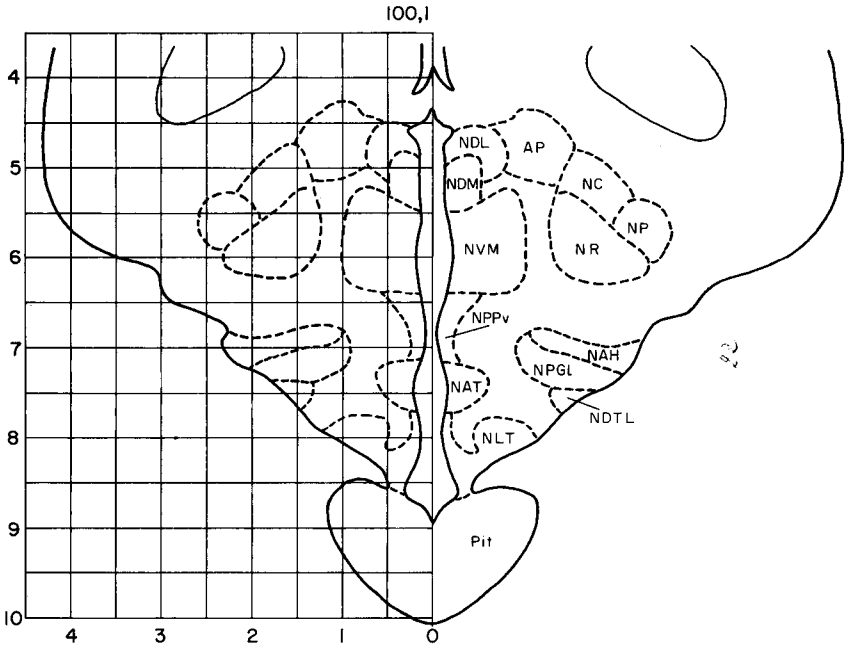 100,1
4
5
6
7
8
9
10
4 3 2 1 0
NDL
AP
NDM
NC
NP
NVM
NR
NPPv
NAH
NPGl
NAT
NDTL
NLT
Pit